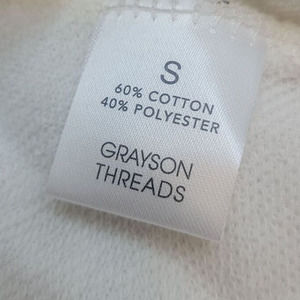 S
60% COTTON
40% POLYESTER
GRAYSON
THREADS